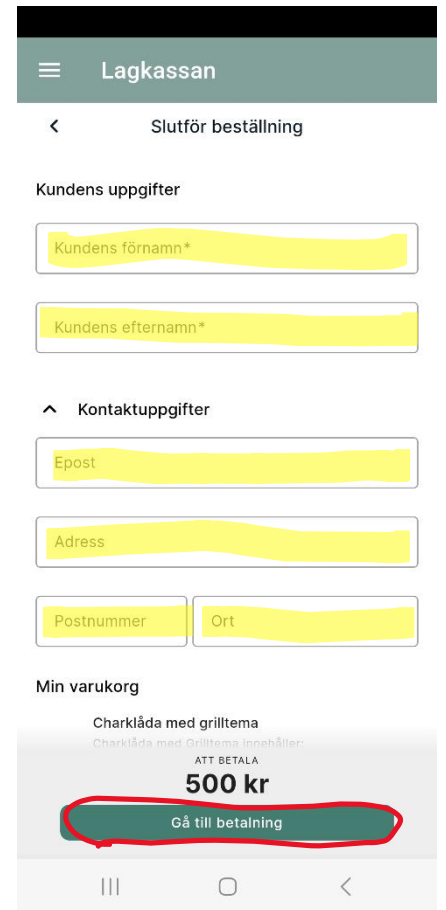 Lagkassan
Slutför beställning
Kundens uppgifter
Kundens förnamn*
Kundens efternamn*
Kontaktuppgifter
Epost
Adress
Postnummer Ort
Min varukorg
Charklåda med grilltema
Charklåda med Grilltema innehåller:
ATT BETALA
500 kr
Gå till betalning